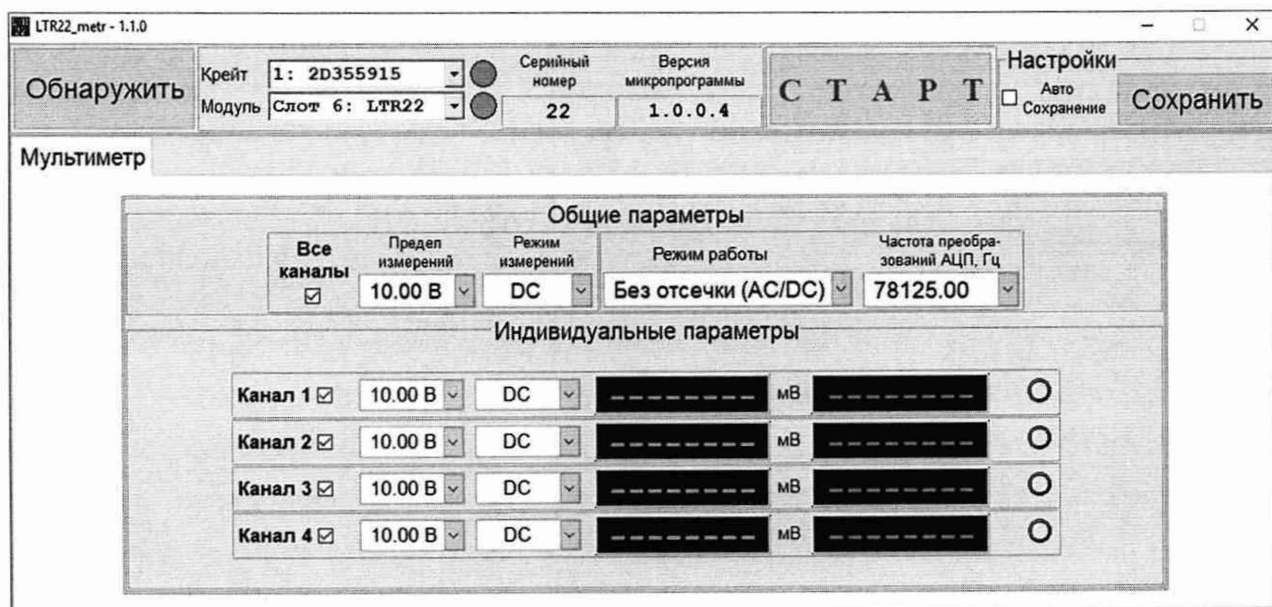 LTR22_metr - 1.1.0
Обнаружить
Крейт 1: 2D355915
Модуль Слот 6: LTR22
Серийный
номер
22
Версия
микропрограммы
1.0.0.4
С Т А Р Т
Настройки
Авто
Сохранение
Сохранить
Мультиметр
Общие параметры
Все
каналы
Предел
измерений
10.00 В
Режим
измерений
DC
Режим работы
Без отсечки (AC/DC)
Частота преобра-
зований АЦП, Гц
78125.00
Индивидуальные параметры
Канал 1 10.00 В DC -------- мВ --------
Канал 2 10.00 В DC -------- мВ --------
Канал 3 10.00 В DC -------- мВ --------
Канал 4 10.00 В DC -------- мВ --------